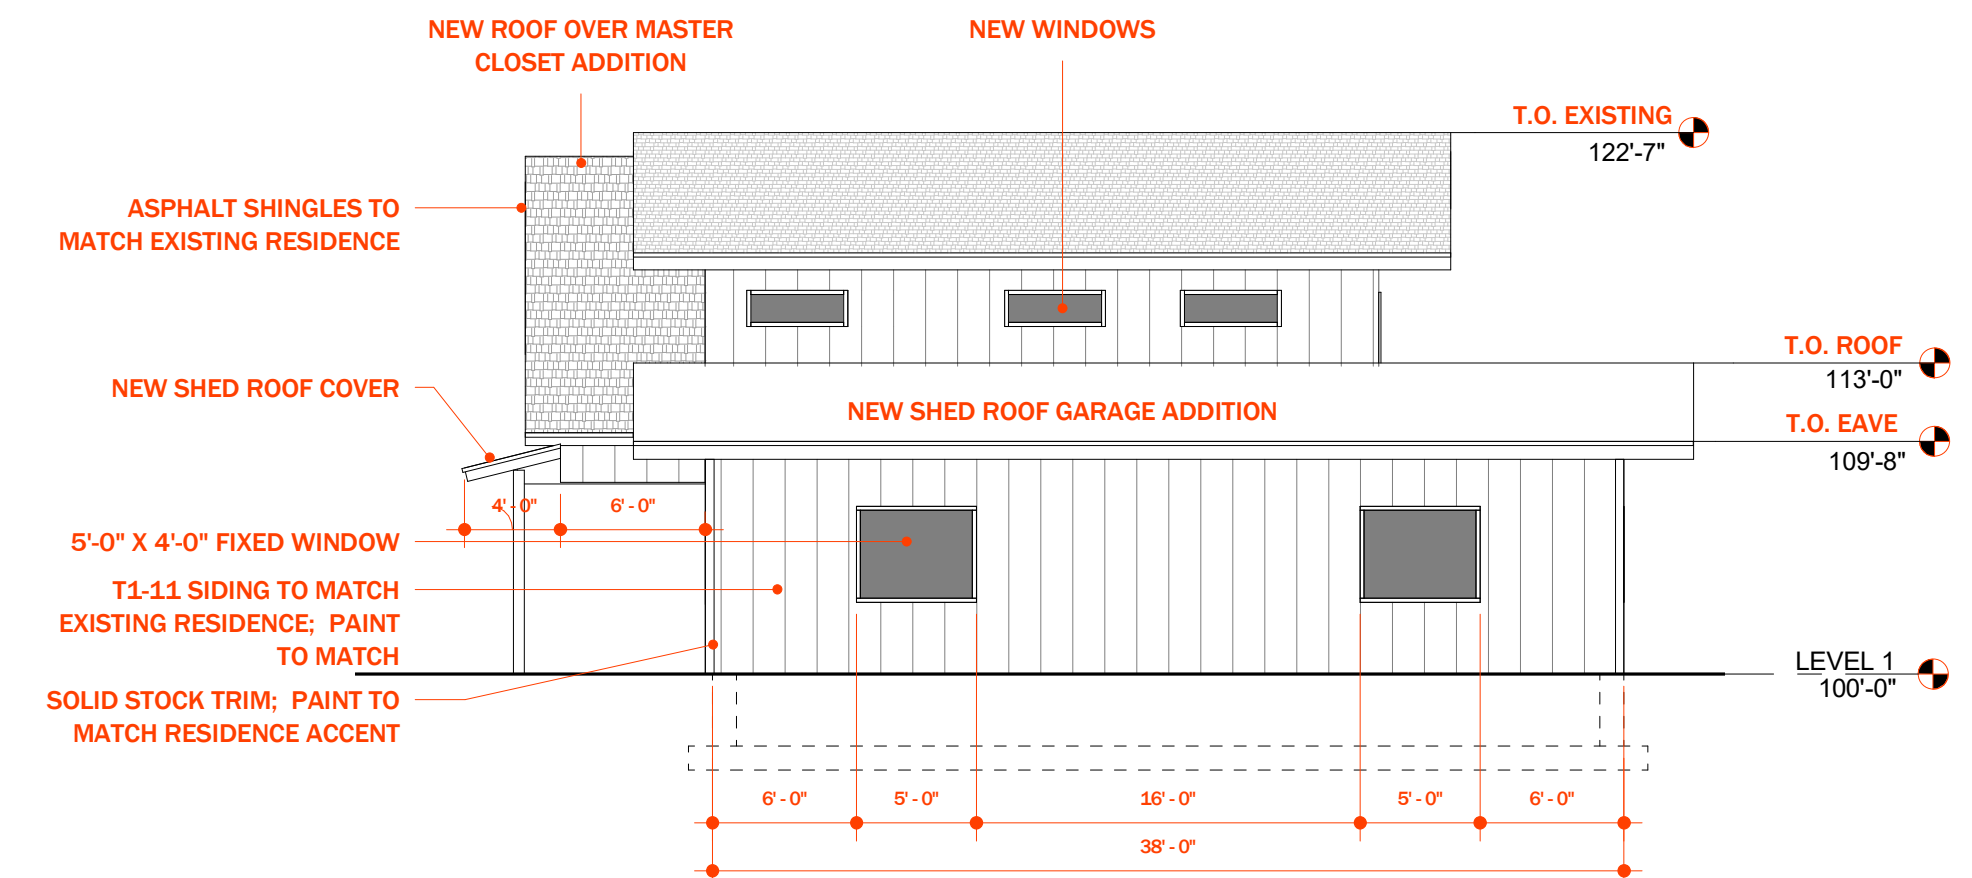 NEW ROOF OVER MASTER
CLOSET ADDITION
NEW WINDOWS
T.O. EXISTING
122'-7"
ASPHALT SHINGLES TO
MATCH EXISTING RESIDENCE
T.O. ROOF
113'-0"
NEW SHED ROOF COVER
NEW SHED ROOF GARAGE ADDITION
T.O. EAVE
109'-8"
4' - 0"
6' - 0"
5'-0" X 4'-0" FIXED WINDOW
T1-11 SIDING TO MATCH
EXISTING RESIDENCE;  PAINT
TO MATCH
LEVEL 1
100'-0"
SOLID STOCK TRIM;  PAINT TO
MATCH RESIDENCE ACCENT
6' - 0"
5' - 0"
16' - 0"
5' - 0"
6' - 0"
38' - 0"